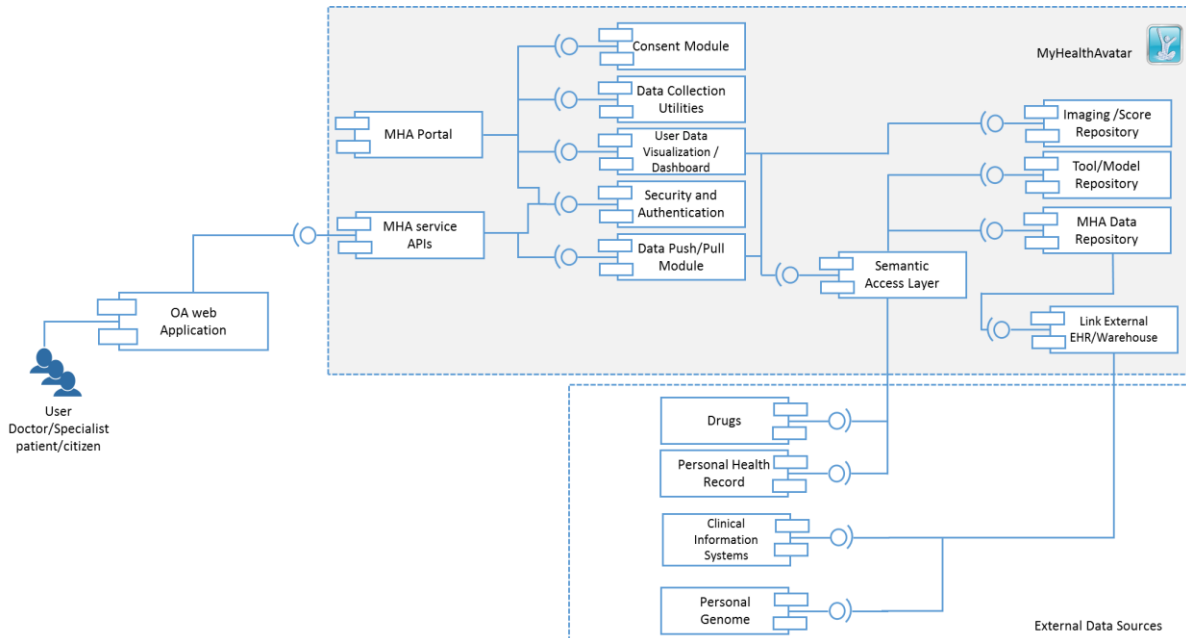 MyHealthAvatar
Consent Module
Data Collection
Utilities
MHA Portal
User Data
Visualization /
Dashboard
Imaging /Score
Repository
Tool/Model
Repository
Security and
Authentication
MHA service
APIs
MHA Data
Repository
Data Push/Pull
Module
Semantic
Access Layer
OA web
Application
Link External
EHR/Warehouse
User
Doctor/Specialist
patient/citizen
Drugs
Personal Health
Record
Clinical
Information
Systems
Personal
Genome
External Data Sources